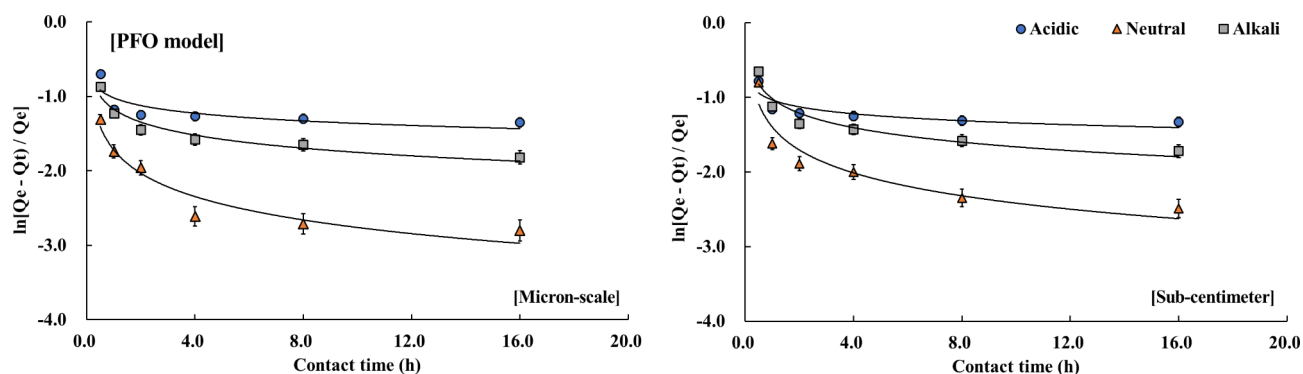 0.0
[PFO model]
-1.0
-2.0
-3.0
-4.0
ln[Qe - Qt) / Qe]
[Micron-scale]
0.0 4.0 8.0 12.0 16.0 20.0
Contact time (h)
0.0
Acidic Neutral Alkali
-1.0
-2.0
-3.0
-4.0
ln[Qe - Qt) / Qe]
[Sub-centimeter]
0.0 4.0 8.0 12.0 16.0 20.0
Contact time (h)